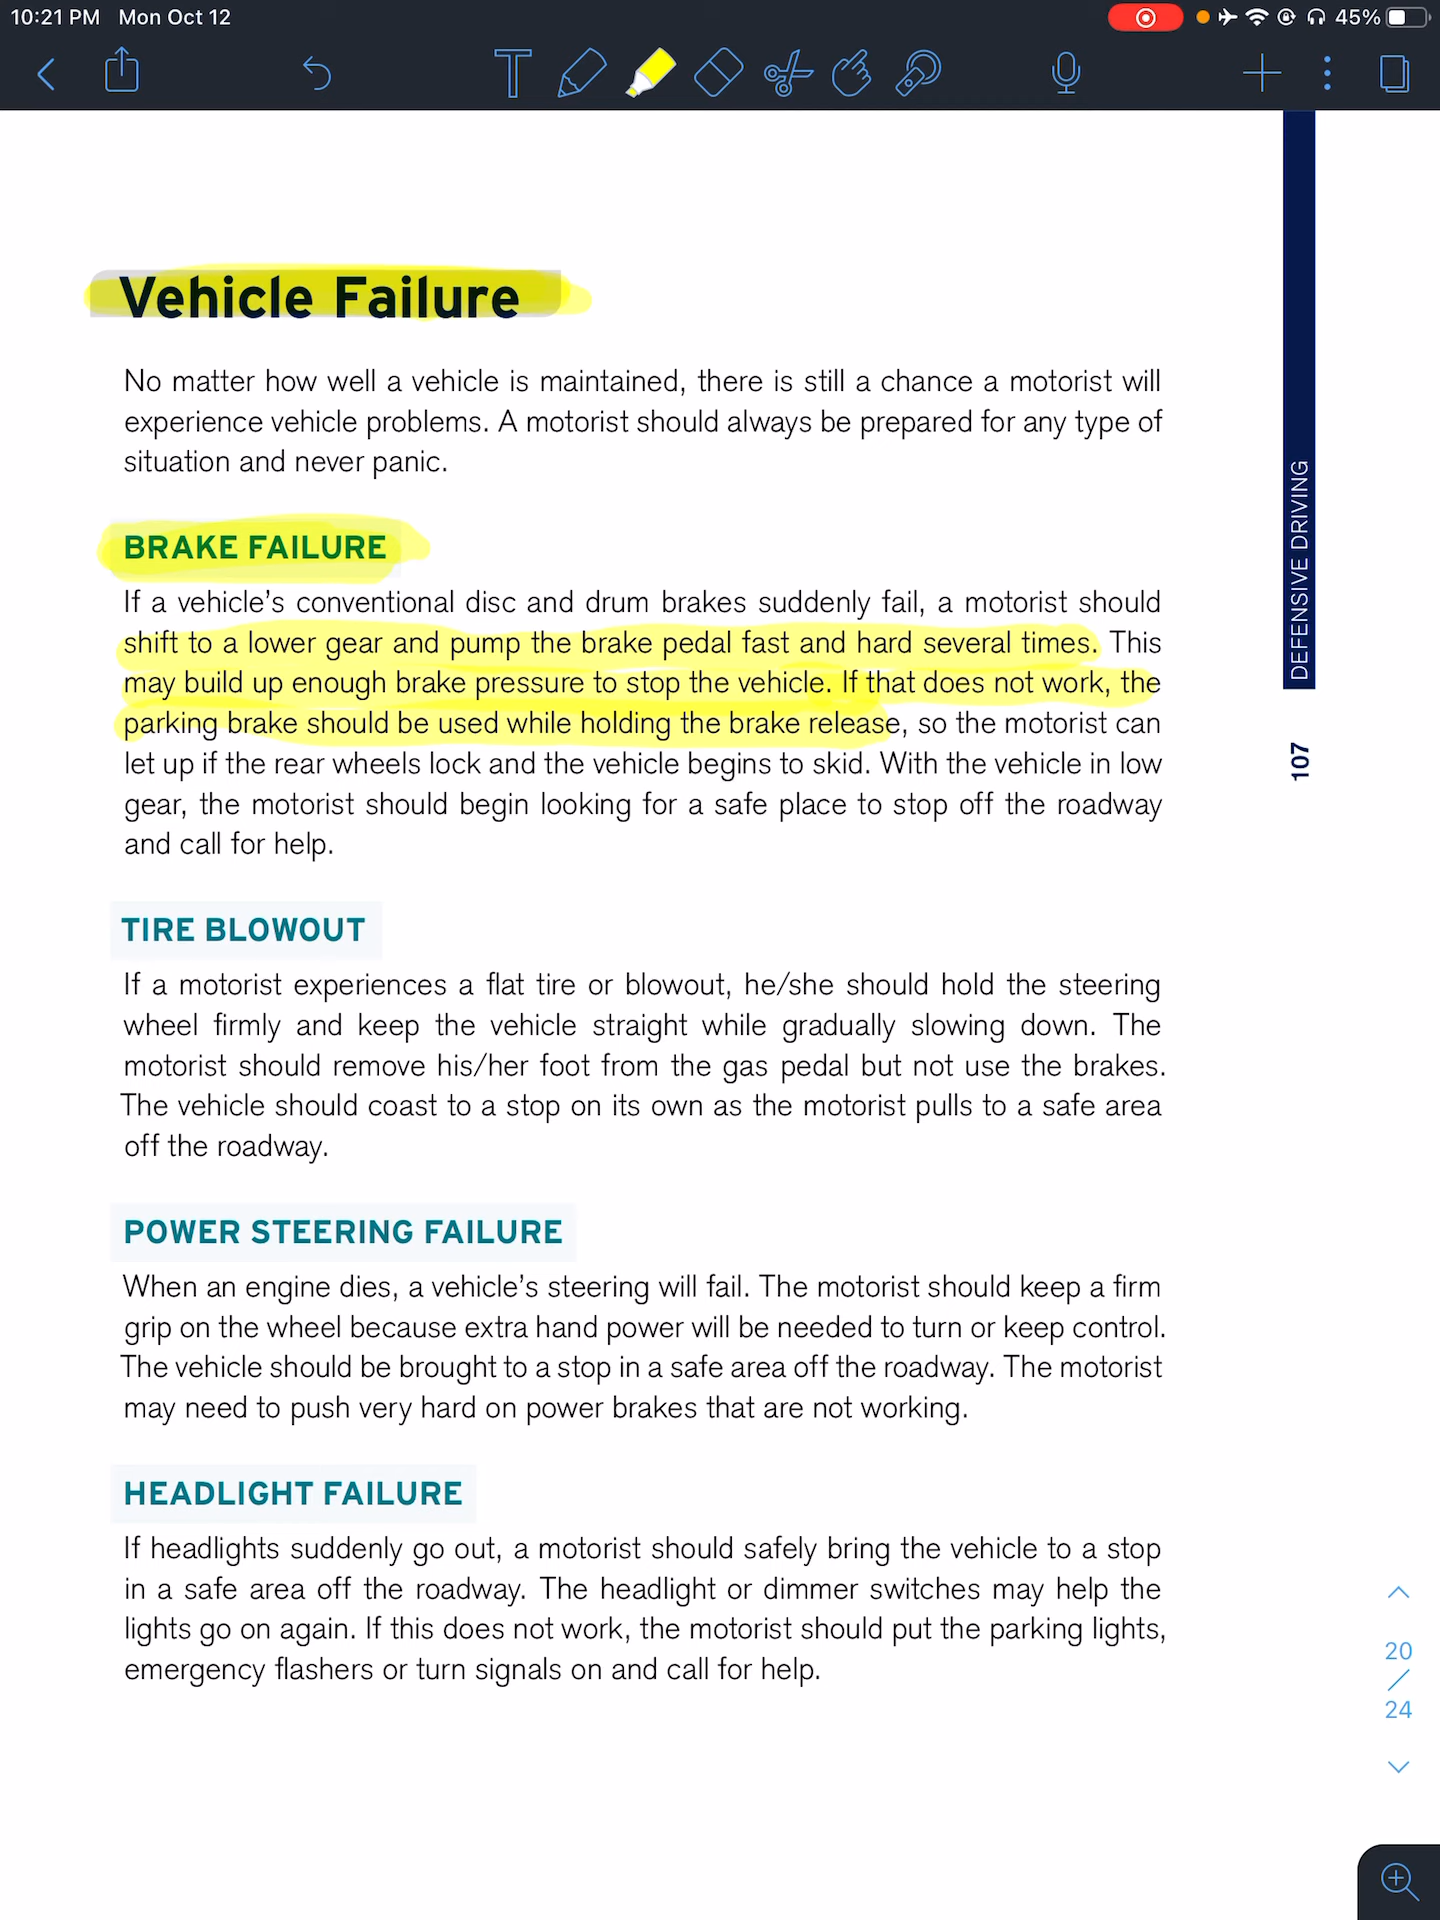 10:21 PM Mon Oct 12
45%
Vehicle Failure
No matter how well a vehicle is maintained, there is still a chance a motorist will
experience vehicle problems. A motorist should always be prepared for any type of
situation and never panic.
BRAKE FAILURE
If a vehicle's conventional disc and drum brakes suddenly fail, a motorist should
shift to a lower gear and pump the brake pedal fast and hard several times. This
may build up enough brake pressure to stop the vehicle. If that does not work, the
parking brake should be used while holding the brake release, so the motorist can
let up if the rear wheels lock and the vehicle begins to skid. With the vehicle in low
gear, the motorist should begin looking for a safe place to stop off the roadway
and call for help.
TIRE BLOWOUT
If a motorist experiences a flat tire or blowout, he/she should hold the steering
wheel firmly and keep the vehicle straight while gradually slowing down. The
motorist should remove his/her foot from the gas pedal but not use the brakes.
The vehicle should coast to a stop on its own as the motorist pulls to a safe area
off the roadway.
POWER STEERING FAILURE
When an engine dies, a vehicle's steering will fail. The motorist should keep a firm
grip on the wheel because extra hand power will be needed to turn or keep control.
The vehicle should be brought to a stop in a safe area off the roadway. The motorist
may need to push very hard on power brakes that are not working.
HEADLIGHT FAILURE
If headlights suddenly go out, a motorist should safely bring the vehicle to a stop
in a safe area off the roadway. The headlight or dimmer switches may help the
lights go on again. If this does not work, the motorist should put the parking lights,
emergency flashers or turn signals on and call for help.
DEFENSIVE DRIVING
107
20
/
24